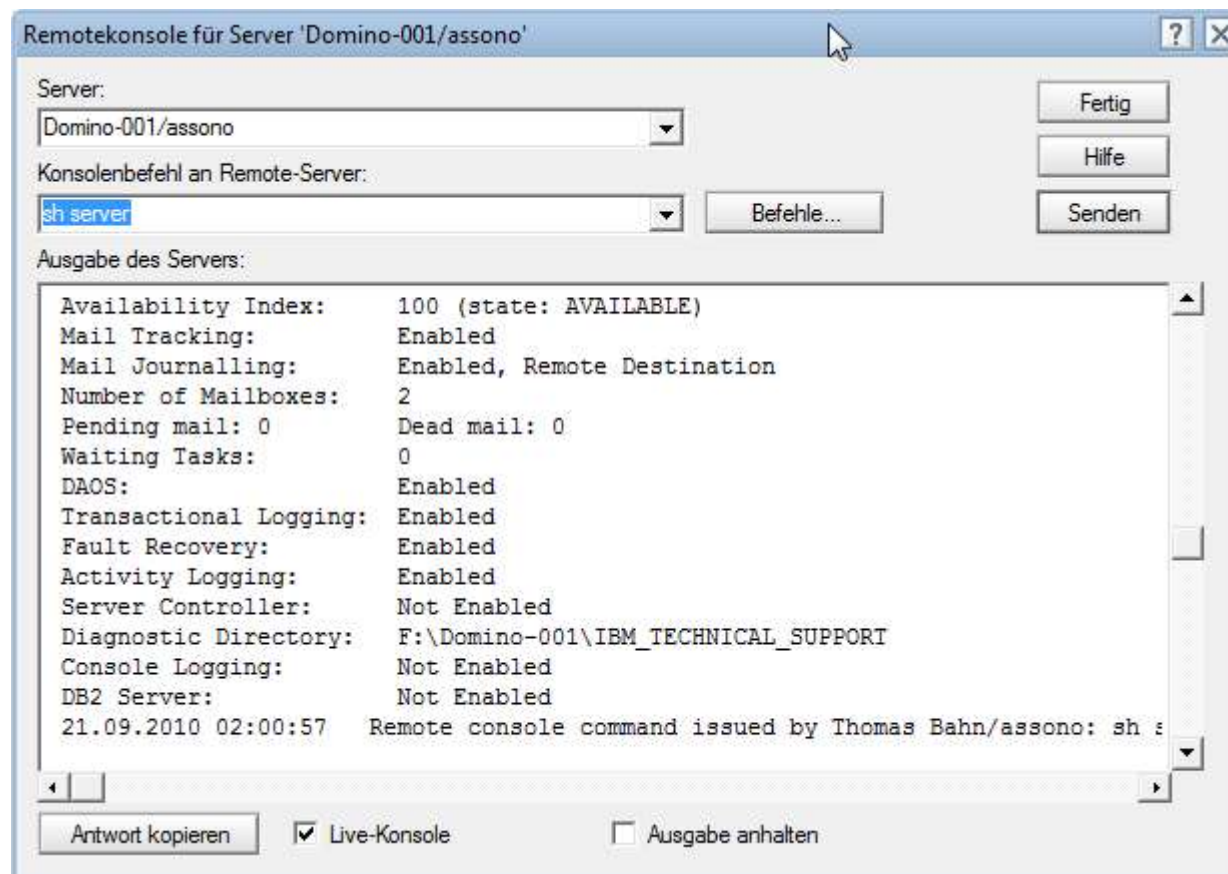 Remotekonsole für Server 'Domino-001/assono'
Server:
Fertig
Domino-001/assono
Hilfe
Konsolenbefehl an Remote-Server:
sh server
Befehle...
Senden
Ausgabe des Servers:
Availability Index: 100 (state: AVAILABLE)
Mail Tracking: Enabled
Mail Journalling: Enabled, Remote Destination
Number of Mailboxes: 2
Pending mail: 0 Dead mail: 0
Waiting Tasks: 0
DAOS: Enabled
Transactional Logging: Enabled
Fault Recovery: Enabled
Activity Logging: Enabled
Server Controller: Not Enabled
Diagnostic Directory: F:\Domino-001\IBM_TECHNICAL_SUPPORT
Console Logging: Not Enabled
DB2 Server: Not Enabled
21.09.2010 02:00:57 Remote console command issued by Thomas Bahn/assono: sh s
Antwort kopieren
Live-Konsole
Ausgabe anhalten